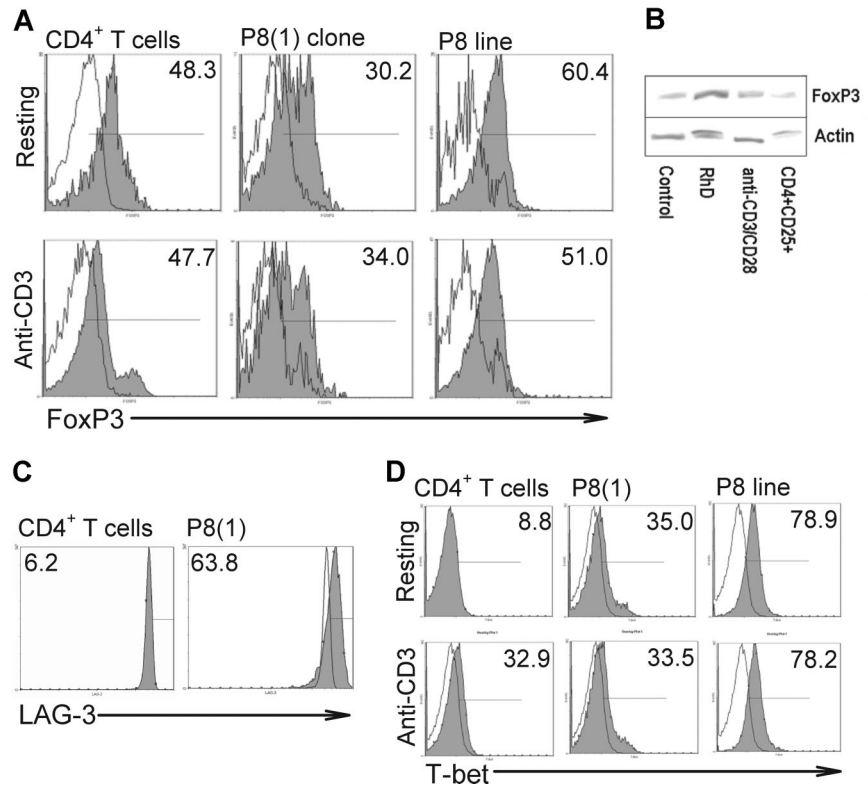 A
CD4+ T cells P8(1) clone P8 line
Resting
48.3 30.2 60.4
Anti-CD3
47.7 34.0 51.0
FoxP3
B
FoxP3
Actin
Control RhD anti-CD3/CD28 CD4+CD25+
C
CD4+ T cells P8(1)
6.2 63.8
LAG-3
D
CD4+ T cells P8(1) P8 line
Resting
8.8 35.0 78.9
Anti-CD3
32.9 33.5 78.2
T-bet